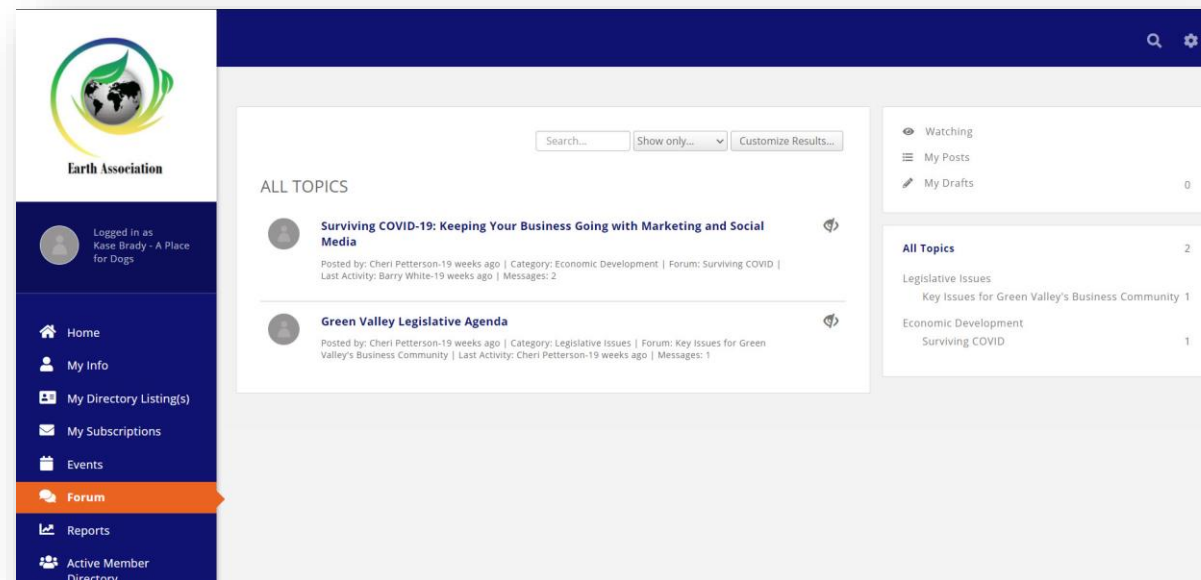 Earth Association
Logged in as
Kase Brady - A Place
for Dogs
Home
My Info
My Directory Listing(s)
My Subscriptions
Events
Forum
Reports
Active Member
Directory
Search...
Show only...
Customize Results...
ALL TOPICS
Surviving COVID-19: Keeping Your Business Going with Marketing and Social
Media
Posted by: Cheri Petterson-19 weeks ago | Category: Economic Development | Forum: Surviving COVID |
Last Activity: Barry White-19 weeks ago | Messages: 2
Green Valley Legislative Agenda
Posted by: Cheri Petterson-19 weeks ago | Category: Legislative Issues | Forum: Key Issues for Green
Valley's Business Community | Last Activity: Cheri Petterson-19 weeks ago | Messages: 1
Watching
My Posts
My Drafts 0
All Topics 2
Legislative Issues
Key Issues for Green Valley's Business Community 1
Economic Development
Surviving COVID 1